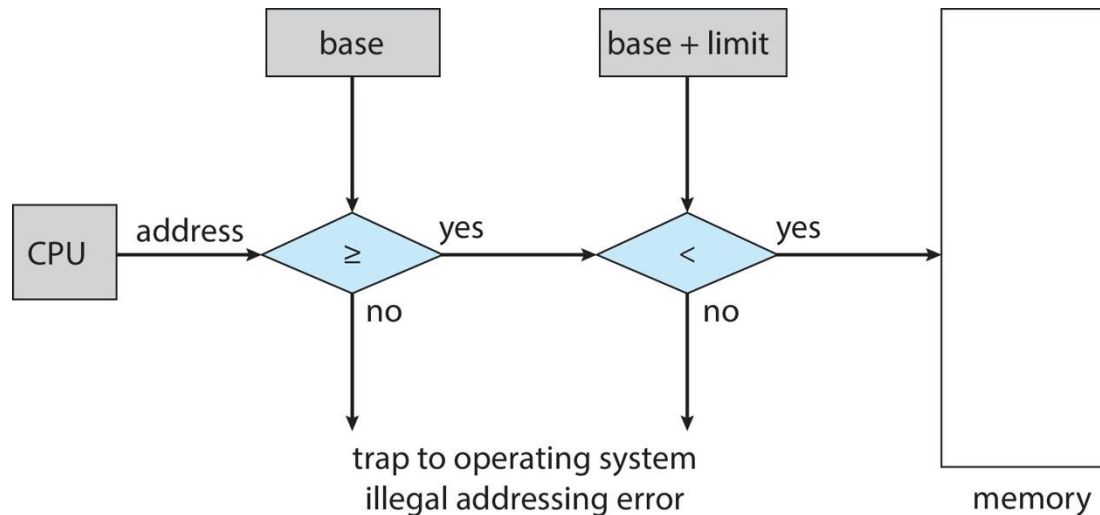 base
base + limit
CPU
address
≥
yes
<
yes
no
no
trap to operating system
illegal addressing error
memory